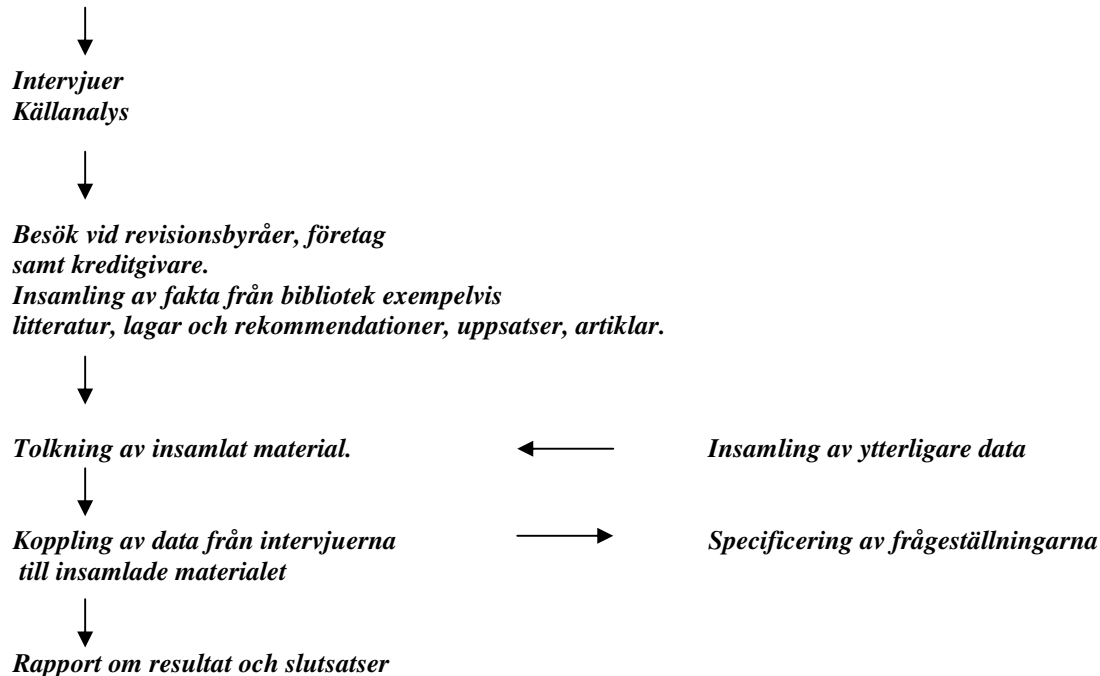 Intervjuer
Källanalys
Besök vid revisionsbyråer, företag
samt kreditgivare.
Insamling av fakta från bibliotek exempelvis
litteratur, lagar och rekommendationer, uppsatser, artiklar.
Tolkning av insamlat material.
Insamling av ytterligare data
Koppling av data från intervjuerna
till insamlade materialet
Specificering av frågeställningarna
Rapport om resultat och slutsatser